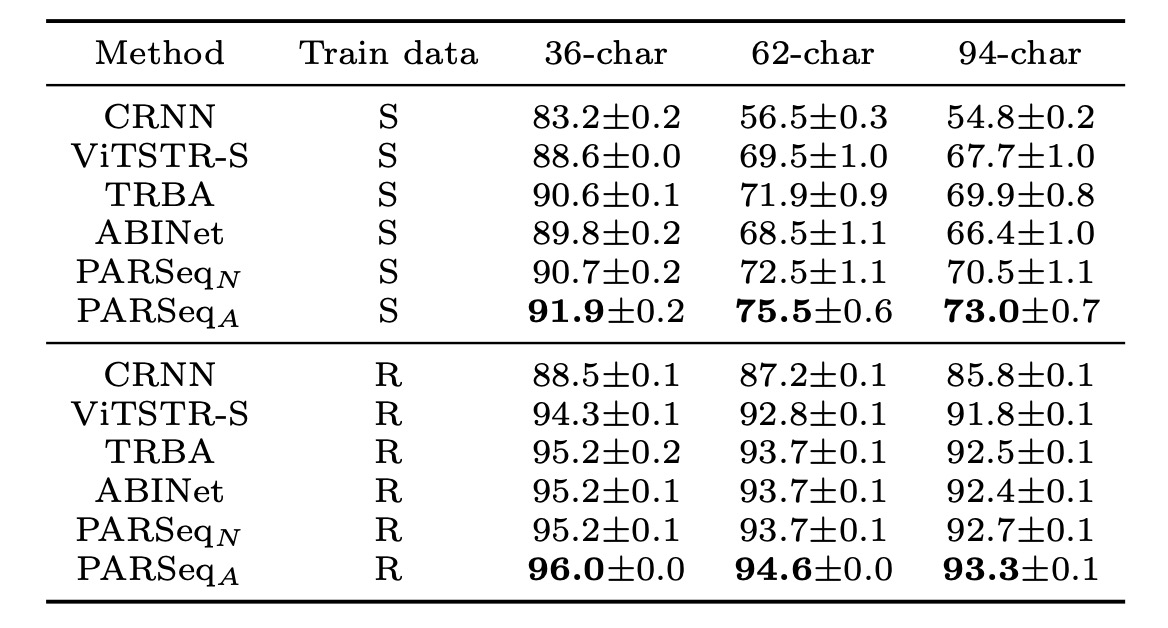 Method Train data 36-char 62-char 94-char
CRNN S 83.2±0.2 56.5±0.3 54.8±0.2
ViTSTR-S S 88.6±0.0 69.5±1.0 67.7±1.0
TRBA S 90.6±0.1 71.9±0.9 69.9±0.8
ABINet S 89.8±0.2 68.5±1.1 66.4±1.0
PARSeqN S 90.7±0.2 72.5±1.1 70.5±1.1
PARSeqA S 91.9±0.2 75.5±0.6 73.0±0.7
CRNN R 88.5±0.1 87.2±0.1 85.8±0.1
ViTSTR-S R 94.3±0.1 92.8±0.1 91.8±0.1
TRBA R 95.2±0.2 93.7±0.1 92.5±0.1
ABINet R 95.2±0.1 93.7±0.1 92.4±0.1
PARSeqN R 95.2±0.1 93.7±0.1 92.7±0.1
PARSeqA R 96.0±0.0 94.6±0.0 93.3±0.1